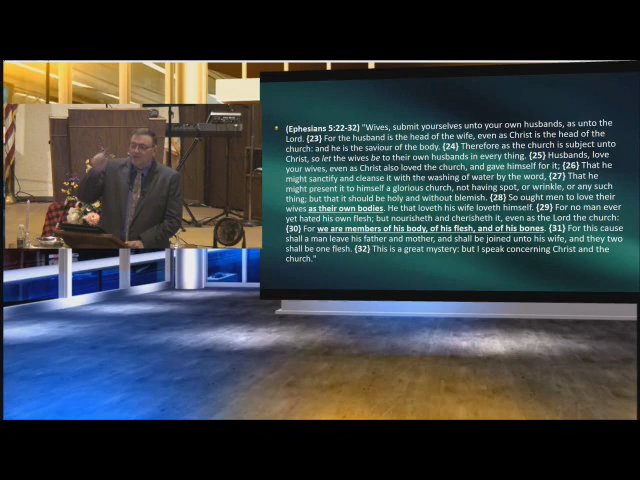 (Ephesians 5:22-32) "Wives, submit yourselves unto your own husbands, as unto the
Lord. {23} For the husband is the head of the wife, even as Christ is the head of the
church: and he is the saviour of the body. {24} Therefore as the church is subject unto
Christ, so let the wives be to their own husbands in every thing. {25} Husbands, love
your wives, even as Christ also loved the church, and gave himself for it; {26} That he
might sanctify and cleanse it with the washing of water by the word, {27} That he
might present it to himself a glorious church, not having spot, or wrinkle, or any such
thing; but that it should be holy and without blemish. {28} So ought men to love their
wives as their own bodies. He that loveth his wife loveth himself. {29} For no man ever
yet hated his own flesh; but nourisheth and cherisheth it, even as the Lord the church:
{30} For we are members of his body, of his flesh, and of his bones. {31} For this cause
shall a man leave his father and mother, and shall be joined unto his wife, and they two
shall be one flesh. {32} This is a great mystery: but I speak concerning Christ and the
church."